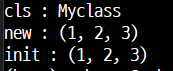 cls : Myclass
new : (1, 2, 3)
init : (1, 2, 3)